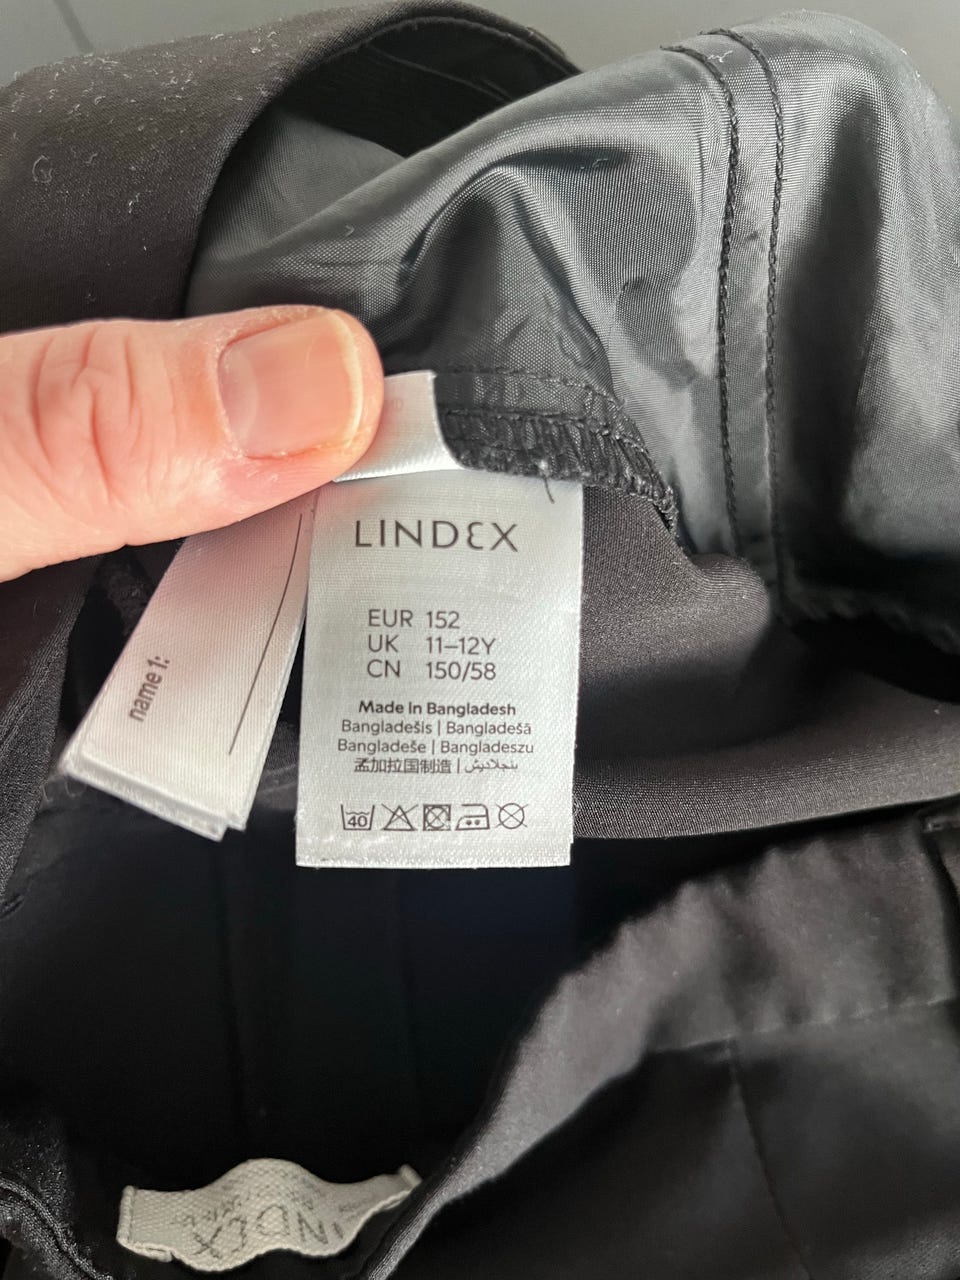 LINDEX
EUR 152
UK 11–12Y
CN 150/58
Made in Bangladesh
Bangladešis | Bangladešā
Bangladeše | Bangladeszu
孟加拉国制造 | بنجلاديش
40
name 1:
NDEX